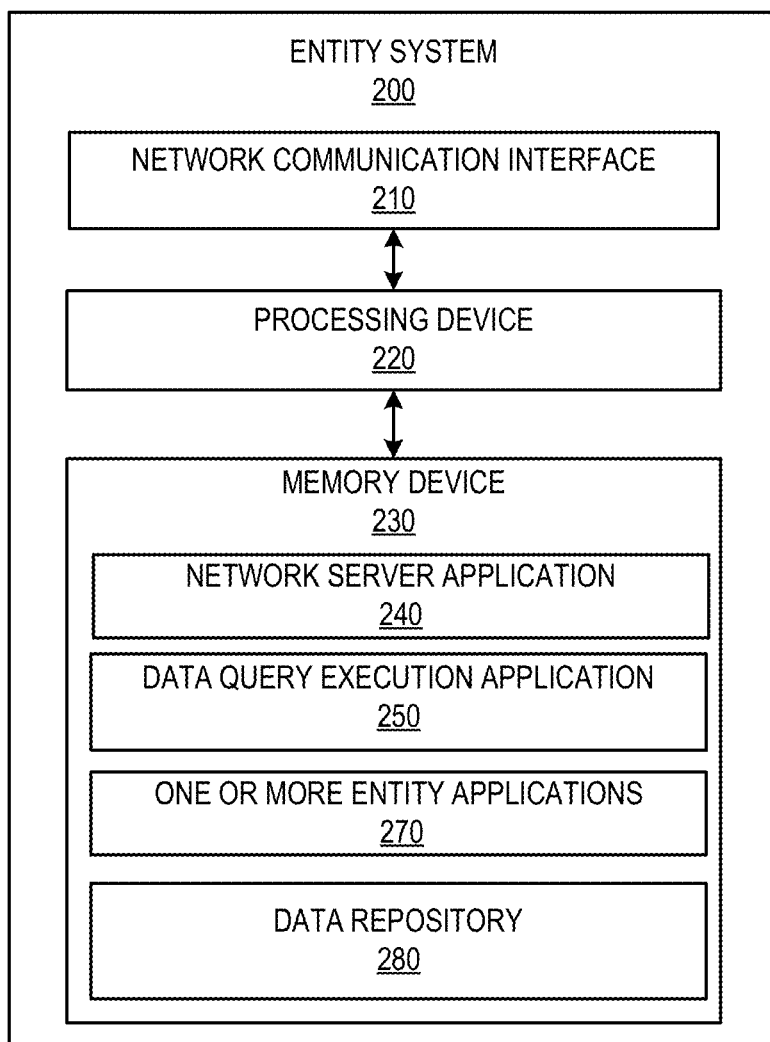 ENTITY SYSTEM
200
NETWORK COMMUNICATION INTERFACE
210
PROCESSING DEVICE
220
MEMORY DEVICE
230
NETWORK SERVER APPLICATION
240
DATA QUERY EXECUTION APPLICATION
250
ONE OR MORE ENTITY APPLICATIONS
270
DATA REPOSITORY
280